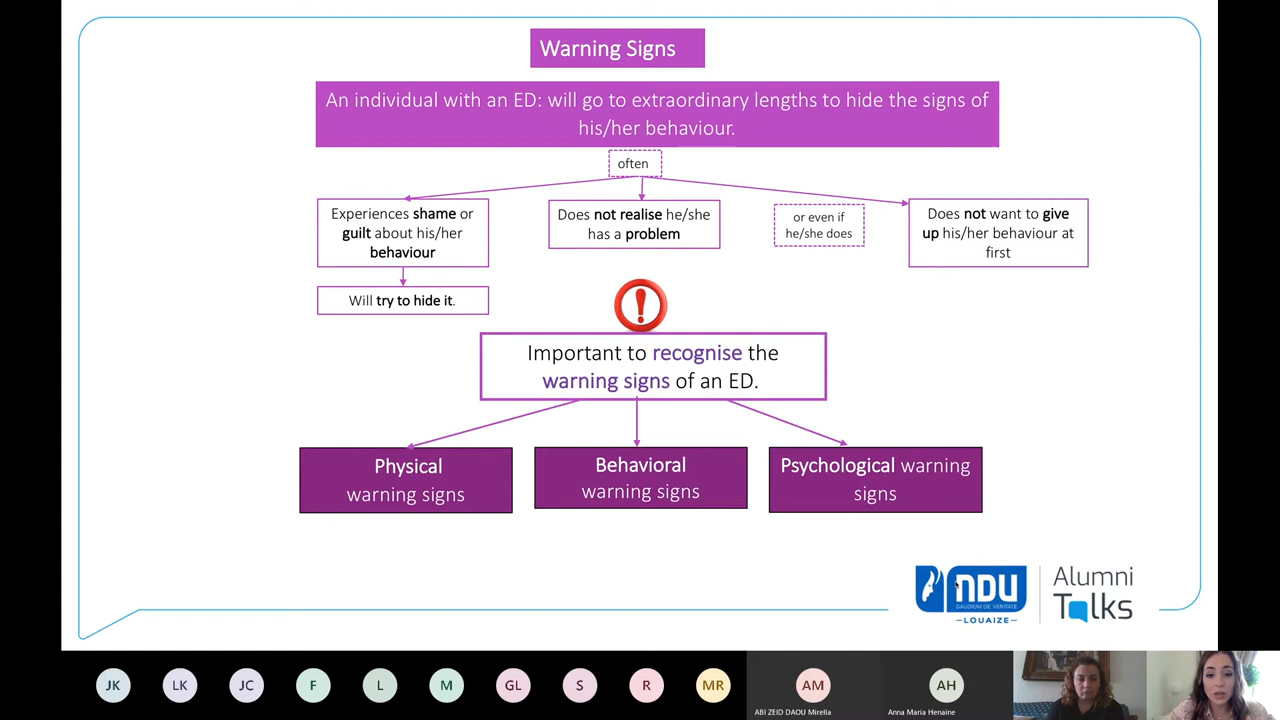 Warning Signs
An individual with an ED: will go to extraordinary lengths to hide the signs of
his/her behaviour.
often
Experiences shame or
guilt about his/her
behaviour
Does not realise he/she
has a problem
or even if
he/she does
Does not want to give
up his/her behaviour at
first
Will try to hide it.
!
Important to recognise the
warning signs of an ED.
Physical
warning signs
Behavioral
warning signs
Psychological warning
signs
NDU
GAUDIUM DE VERITATE
–LOUAIZE–
Alumni
Talks
JK
LK
JC
F
L
M
GL
S
R
MR
AM
AH
ABI ZEID DAOU Mirella
Anna Maria Henaine